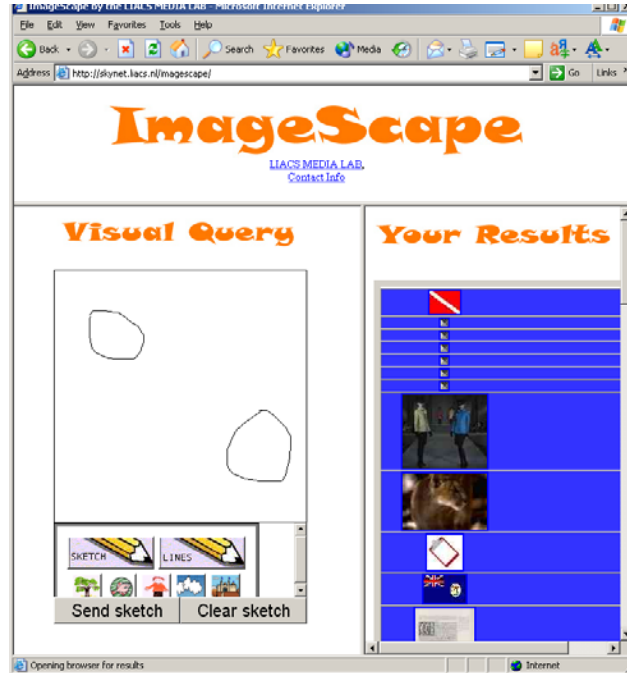 ImageScape by the LIACS MEDIA LAB - Microsoft Internet Explorer
File Edit View Favorites Tools Help
Back Search Favorites Media
Address http://skynet.liacs.nl/imagescape/ Go Links
ImageScape
LIACS MEDIA LAB,
Contact Info
Visual Query
Your Results
SKETCH LINES
Send sketch Clear sketch
Opening browser for results Internet